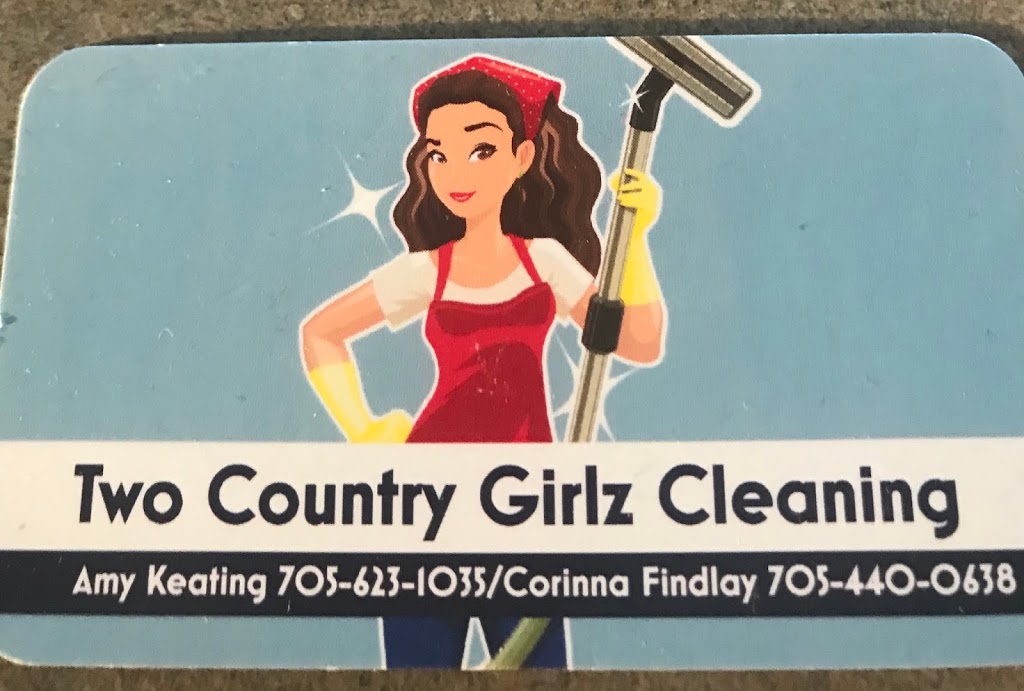 Two Country Girlz Cleaning
Amy Keating 705-623-1035/Corinna Findlay 705-440-0638